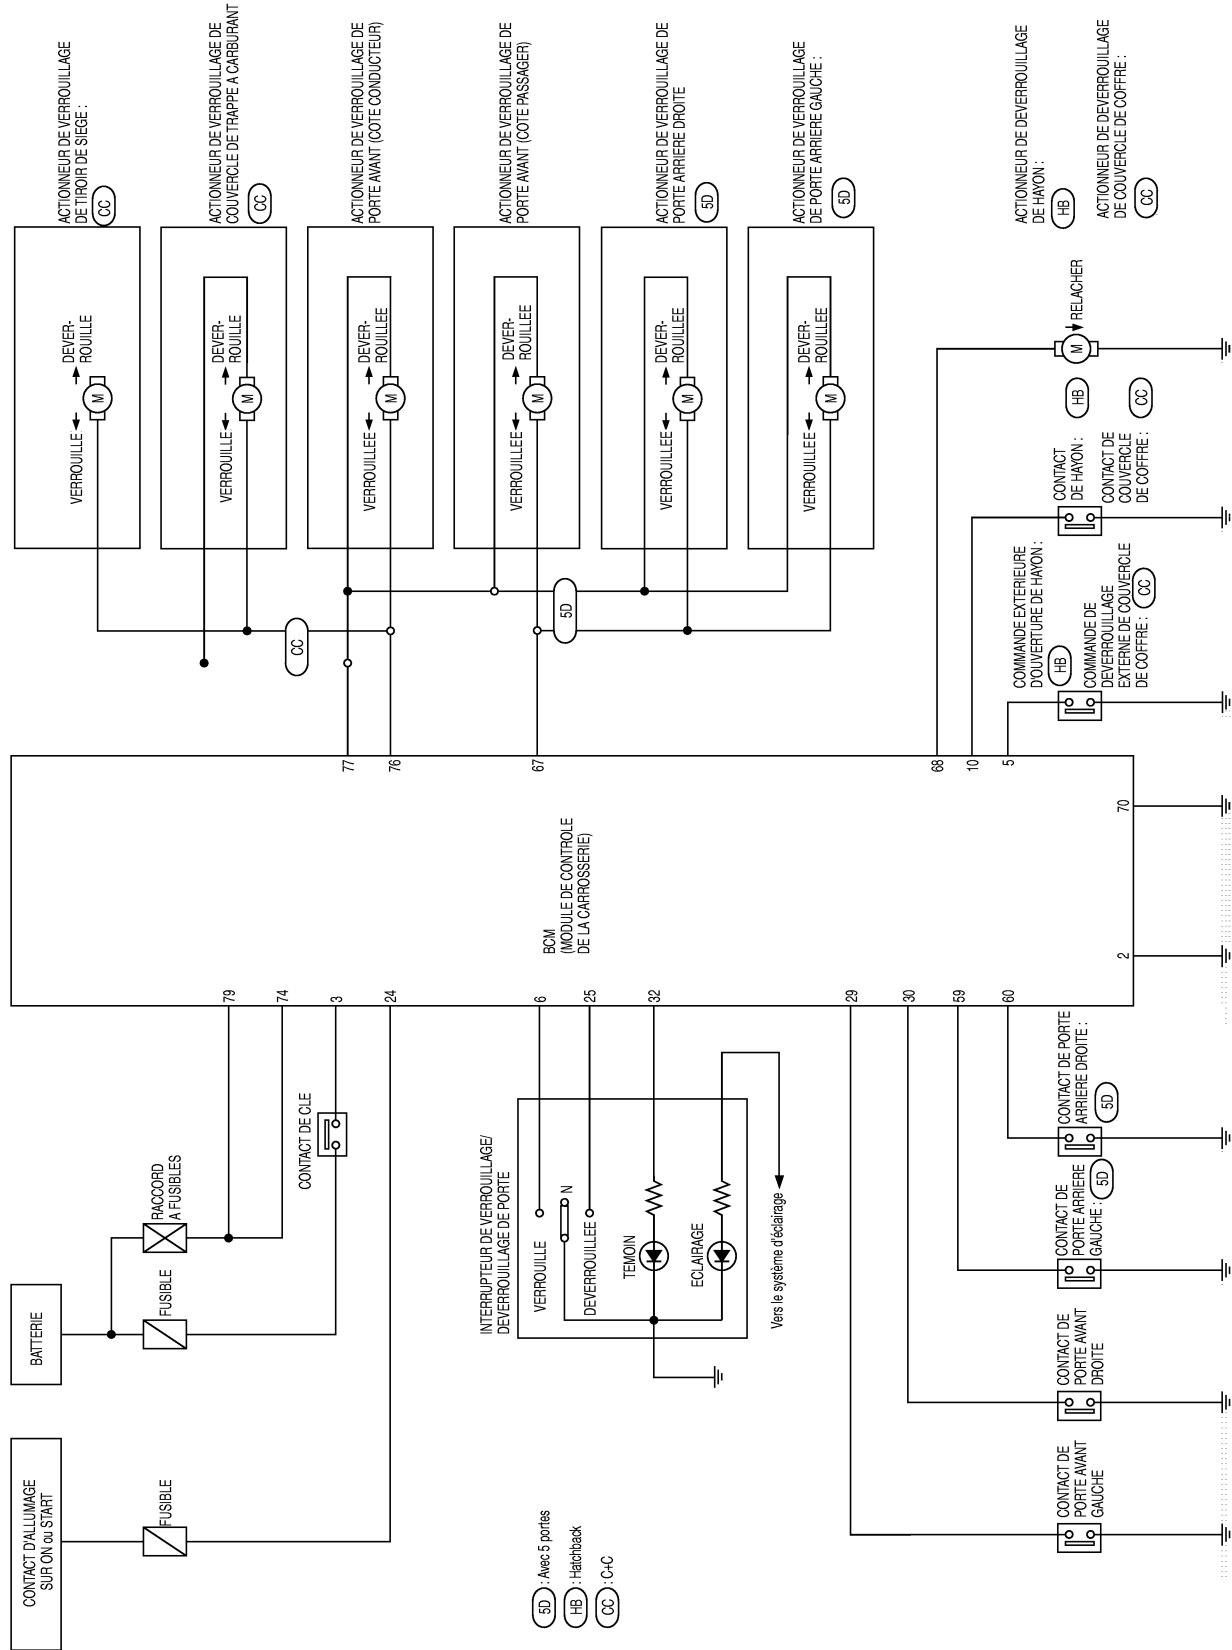 CONTACT D'ALLUMAGE
SUR ON ou START
BATTERIE
FUSIBLE
FUSIBLE
RACCORD
A FUSIBLES
CONTACT DE CLE
79
74
3
24
6
25
32
29
30
59
60
INTERRUPTEUR DE VERROUILLAGE/
DEVERROUILLAGE DE PORTE
VERROUILLE
N
DEVERROUILLEE
TEMOIN
ECLAIRAGE
Vers le système d'éclairage
5D : Avec 5 portes
HB : Hatchback
CC : C+C
CONTACT DE
PORTE AVANT
GAUCHE
CONTACT DE
PORTE AVANT
DROITE
CONTACT DE
PORTE ARRIERE
GAUCHE :
5D
CONTACT DE PORTE
ARRIERE DROITE :
5D
BCM
(MODULE DE CONTROLE
DE LA CARROSSERIE)
2
70
77
76
67
68
10
5
CC
5D
ACTIONNEUR DE VERROUILLAGE
DE TIROIR DE SIEGE :
CC
VERROUILLE
M
DEVER-
ROUILLE
ACTIONNEUR DE VERROUILLAGE DE
COUVERCLE DE TRAPPE A CARBURANT
CC
VERROUILLE
M
DEVER-
ROUILLE
ACTIONNEUR DE VERROUILLAGE DE
PORTE AVANT (COTE CONDUCTEUR)
VERROUILLEE
M
DEVER-
ROUILLEE
ACTIONNEUR DE VERROUILLAGE DE
PORTE AVANT (COTE PASSAGER)
VERROUILLEE
M
DEVER-
ROUILLEE
ACTIONNEUR DE VERROUILLAGE DE
PORTE ARRIERE DROITE
5D
VERROUILLEE
M
DEVER-
ROUILLEE
ACTIONNEUR DE VERROUILLAGE
DE PORTE ARRIERE GAUCHE :
5D
VERROUILLEE
M
DEVER-
ROUILLEE
COMMANDE EXTERIEURE
D'OUVERTURE DE HAYON :
HB
COMMANDE DE
DEVERROUILLAGE
EXTERNE DE COUVERCLE
DE COFFRE :
CC
CONTACT
DE HAYON :
HB
CONTACT DE
COUVERCLE
DE COFFRE :
CC
M
RELACHER
ACTIONNEUR DE DEVERROUILLAGE
DE HAYON :
HB
ACTIONNEUR DE DEVERROUILLAGE
DE COUVERCLE DE COFFRE :
CC